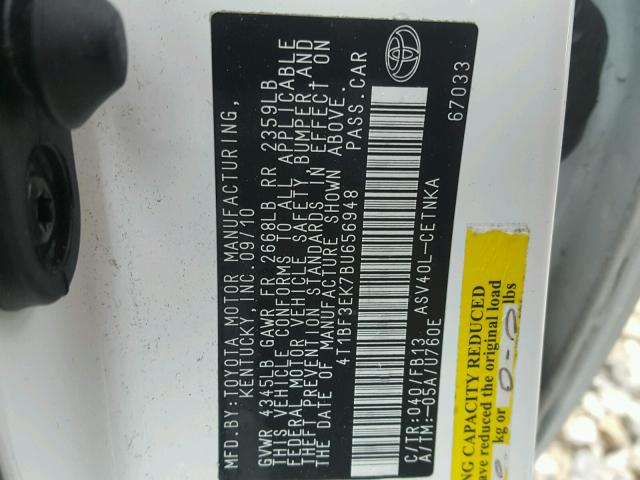 MFD.BY:TOYOTA MOTOR MANUFACTURING,
KENTUCKY, INC. 09/10
GVWR 4345LB GAWR FR 2668LB RR 2359LB
THIS VEHICLE CONFORMS TO ALL APPLICABLE
FEDERAL MOTOR VEHICLE SAFETY, BUMPER, AND
THEFT PREVENTION STANDARDS IN EFFECT ON
THE DATE OF MANUFACTURE SHOWN ABOVE.
4T1BF3EK7BU656948 PASS.CAR
C/TR:040/FB13 ASV40L-CETNKA
A/TM:-05A/U760E
67033
NG CAPACITY REDUCED
ave reduced the original load
kg or lbs